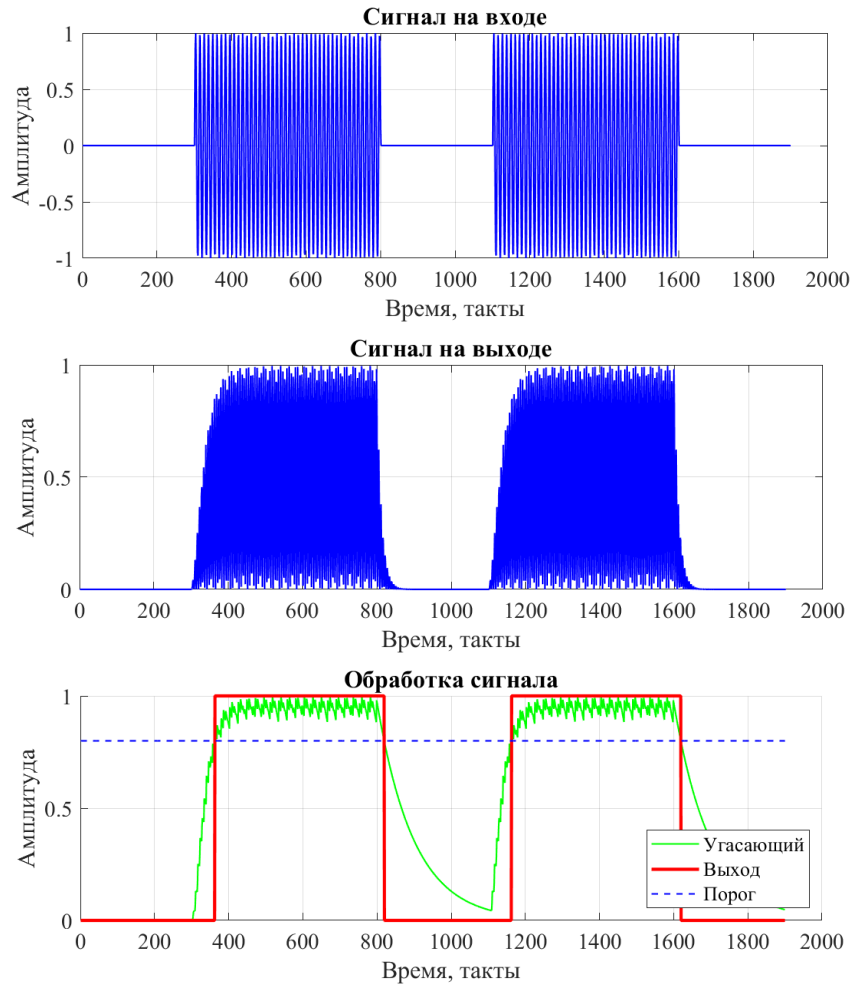 Сигнал на входе
1
0.5
0
-0.5
-1
Амплитуда
0 200 400 600 800 1000 1200 1400 1600 1800 2000
Время, такты
Сигнал на выходе
1
0.5
0
Амплитуда
0 200 400 600 800 1000 1200 1400 1600 1800 2000
Время, такты
Обработка сигнала
1
0.5
0
Амплитуда
Угасающий
Выход
Порог
0 200 400 600 800 1000 1200 1400 1600 1800 2000
Время, такты